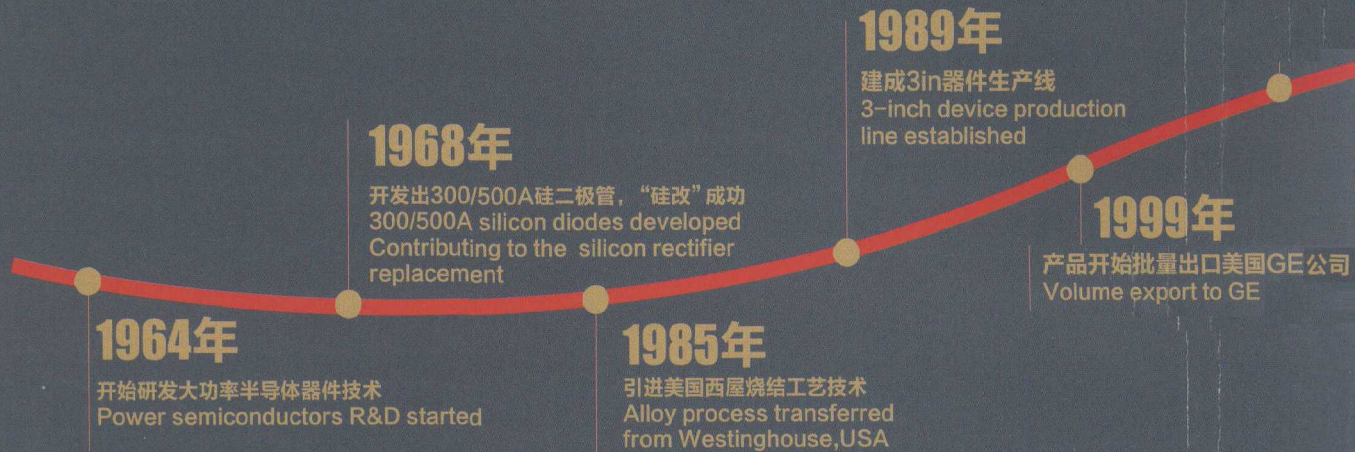 1964年
开始研发大功率半导体器件技术
Power semiconductors R&D started
1968年
开发出300/500A硅二极管，“硅改”成功
300/500A silicon diodes developed
Contributing to the silicon rectifier
replacement
1985年
引进美国西屋烧结工艺技术
Alloy process transferred
from Westinghouse,USA
1989年
建成3in器件生产线
3-inch device production
line established
1999年
产品开始批量出口美国GE公司
Volume export to GE